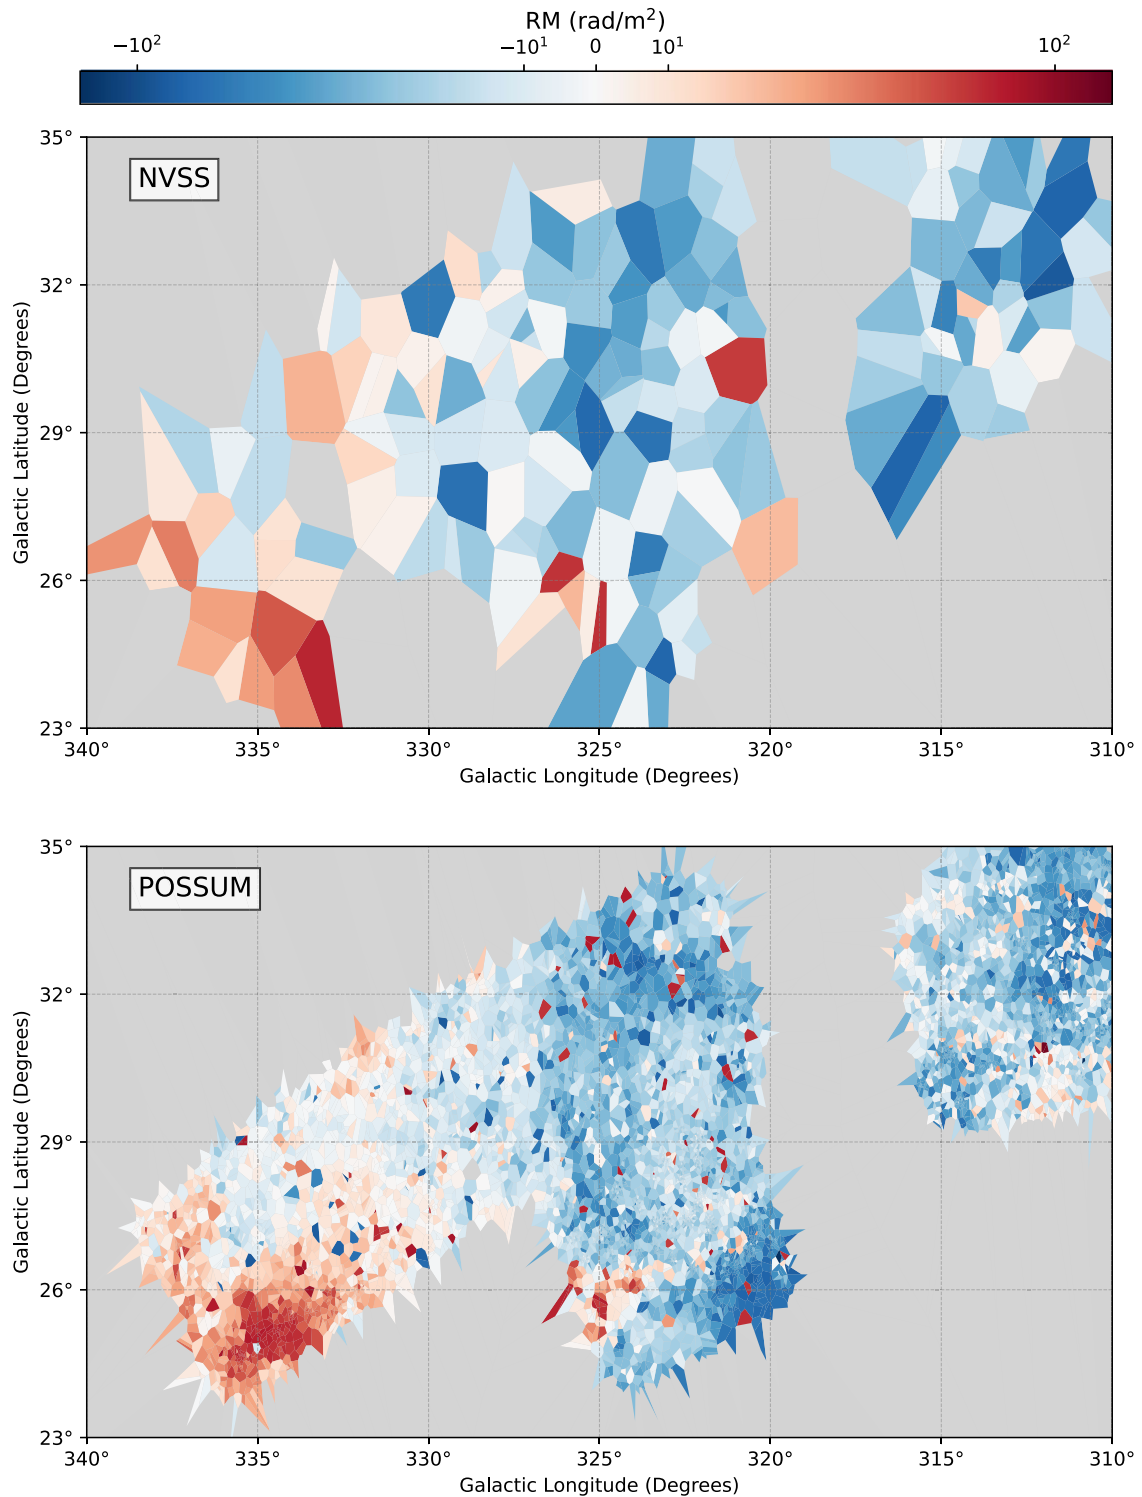 RM (rad/m²)
−10² −10¹ 0 10¹ 10²
35°
NVSS
32°
29°
26°
23°
Galactic Latitude (Degrees)
340° 335° 330° 325° 320° 315° 310°
Galactic Longitude (Degrees)
35°
POSSUM
32°
29°
26°
23°
Galactic Latitude (Degrees)
340° 335° 330° 325° 320° 315° 310°
Galactic Longitude (Degrees)